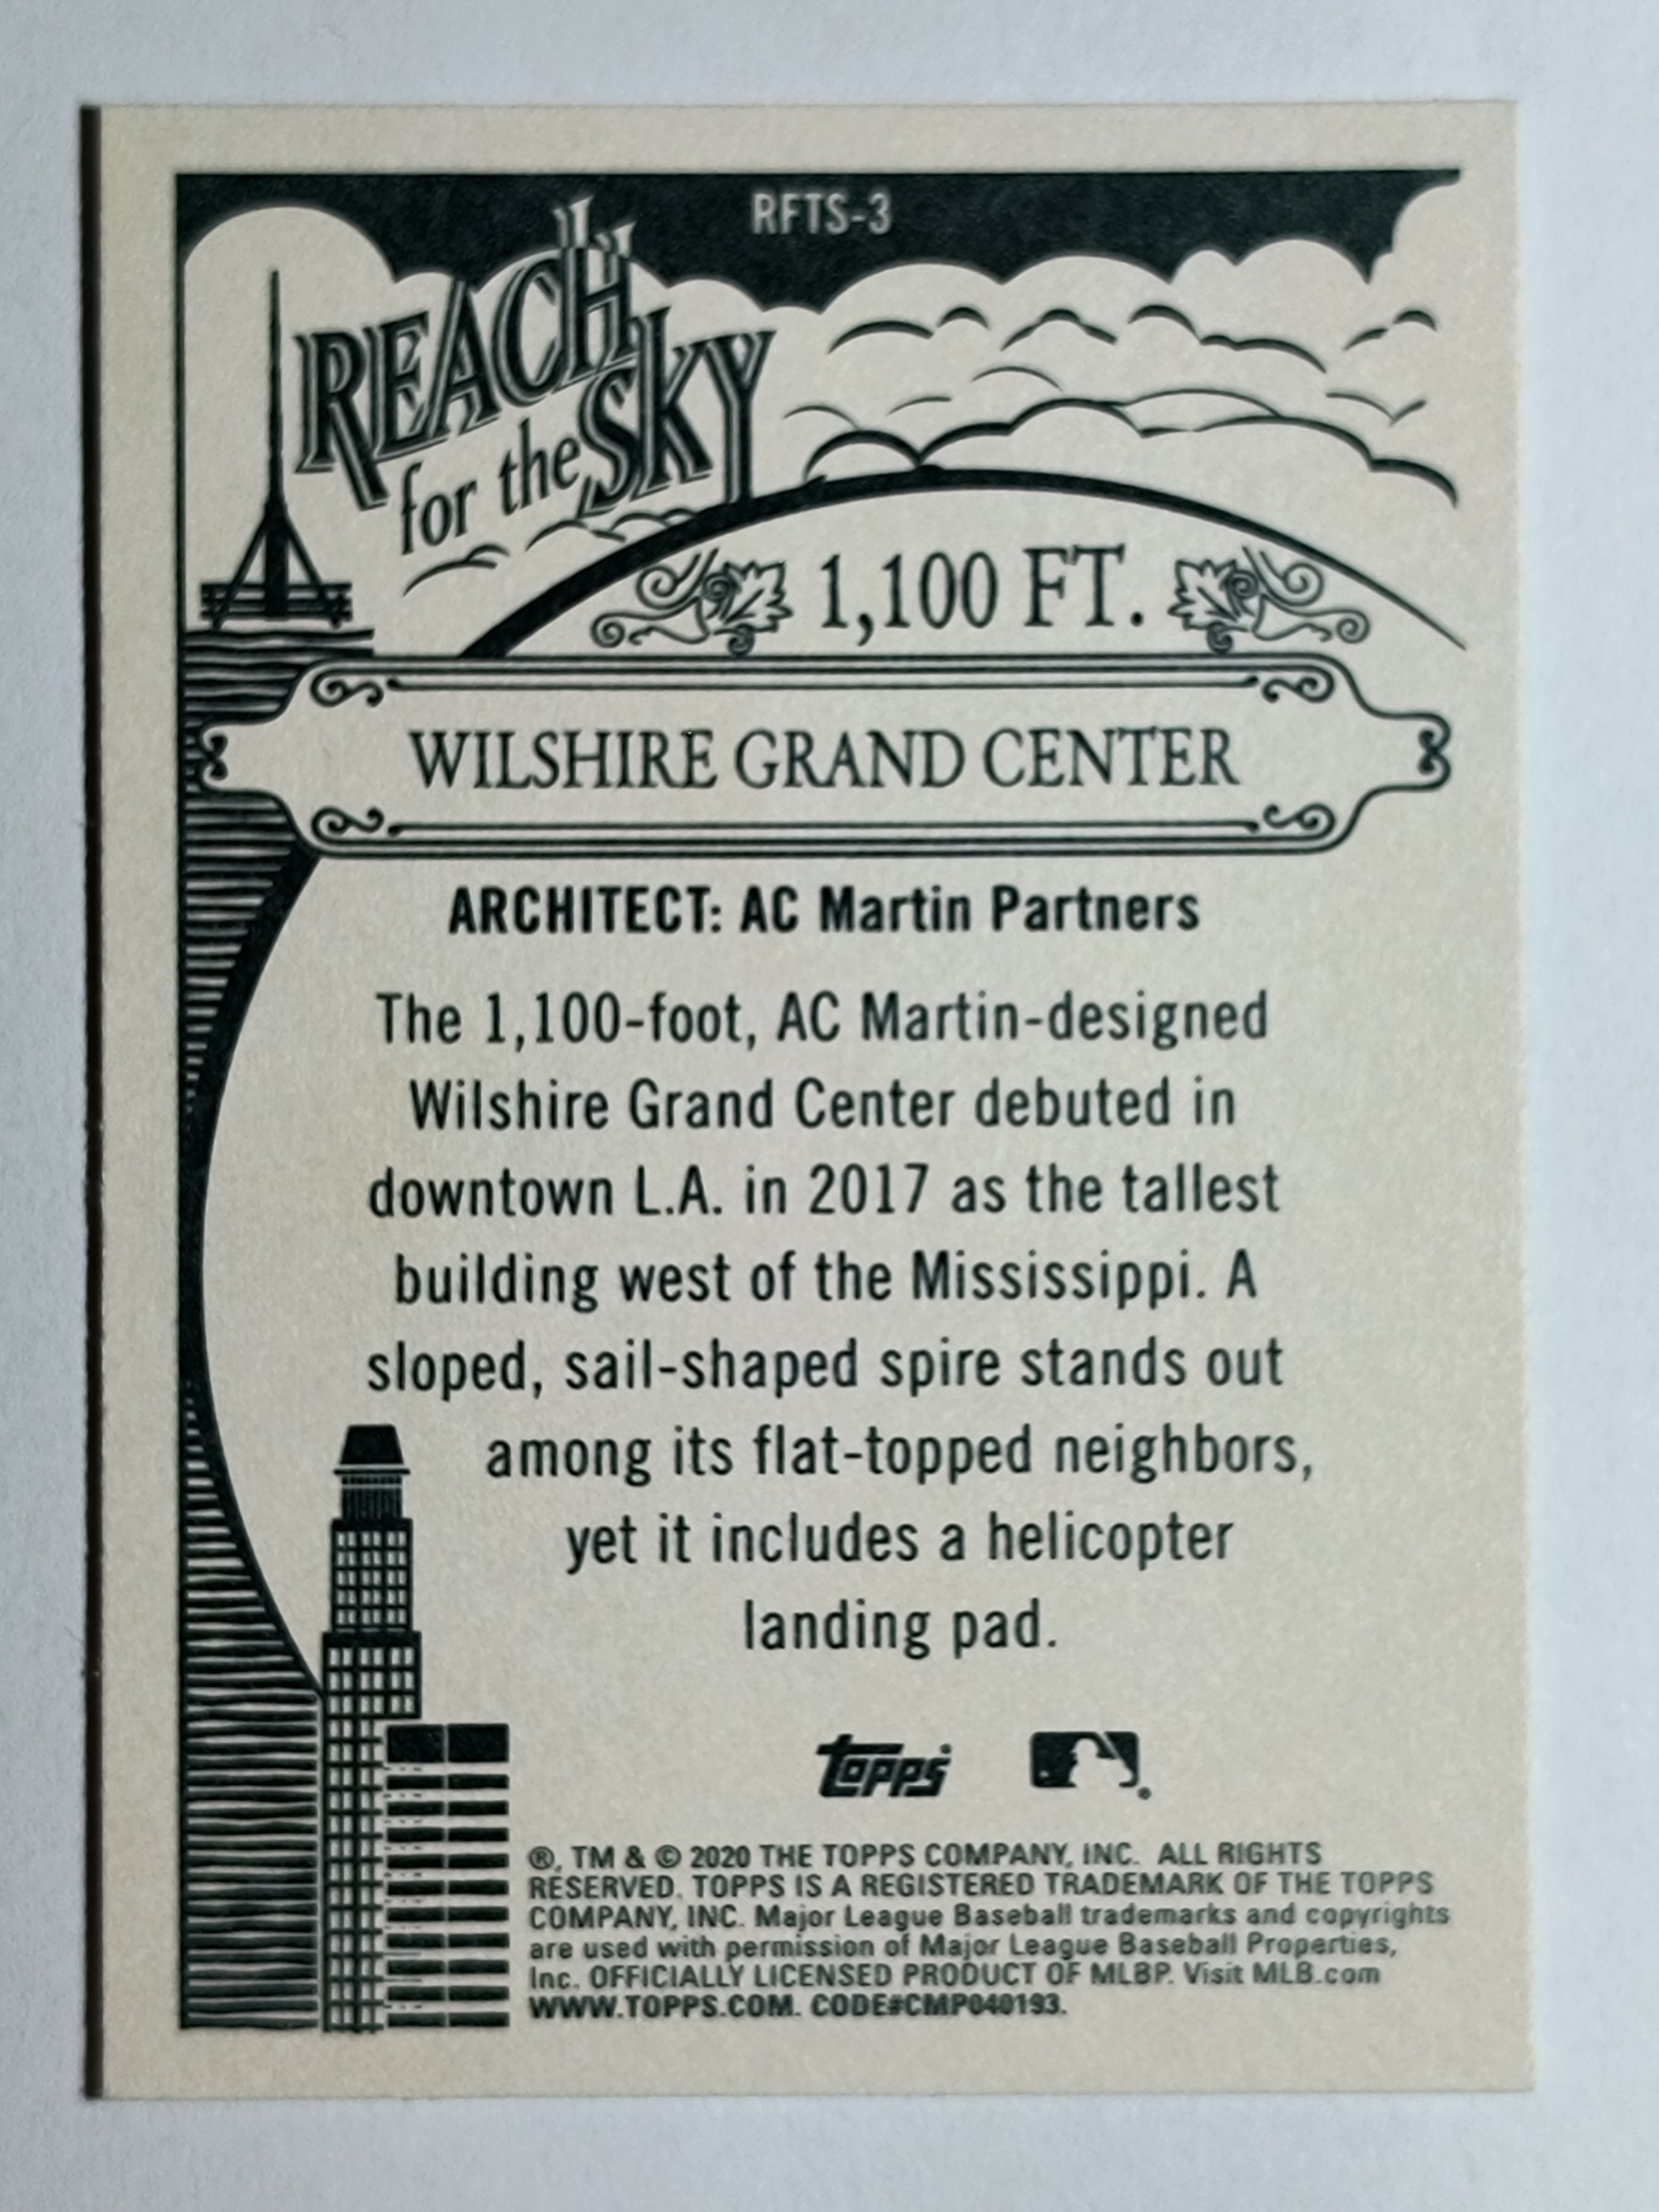 RFTS-3
REACH
for the SKY
1,100 FT.
WILSHIRE GRAND CENTER
ARCHITECT: AC Martin Partners
The 1,100-foot, AC Martin-designed
Wilshire Grand Center debuted in
downtown L.A. in 2017 as the tallest
building west of the Mississippi. A
sloped, sail-shaped spire stands out
among its flat-topped neighbors,
yet it includes a helicopter
landing pad.
topps
®, TM & © 2020 THE TOPPS COMPANY, INC. ALL RIGHTS
RESERVED. TOPPS IS A REGISTERED TRADEMARK OF THE TOPPS
COMPANY, INC. Major League Baseball trademarks and copyrights
are used with permission of Major League Baseball Properties,
Inc. OFFICIALLY LICENSED PRODUCT OF MLBP. Visit MLB.com
WWW.TOPPS.COM. CODE#CMP040193.